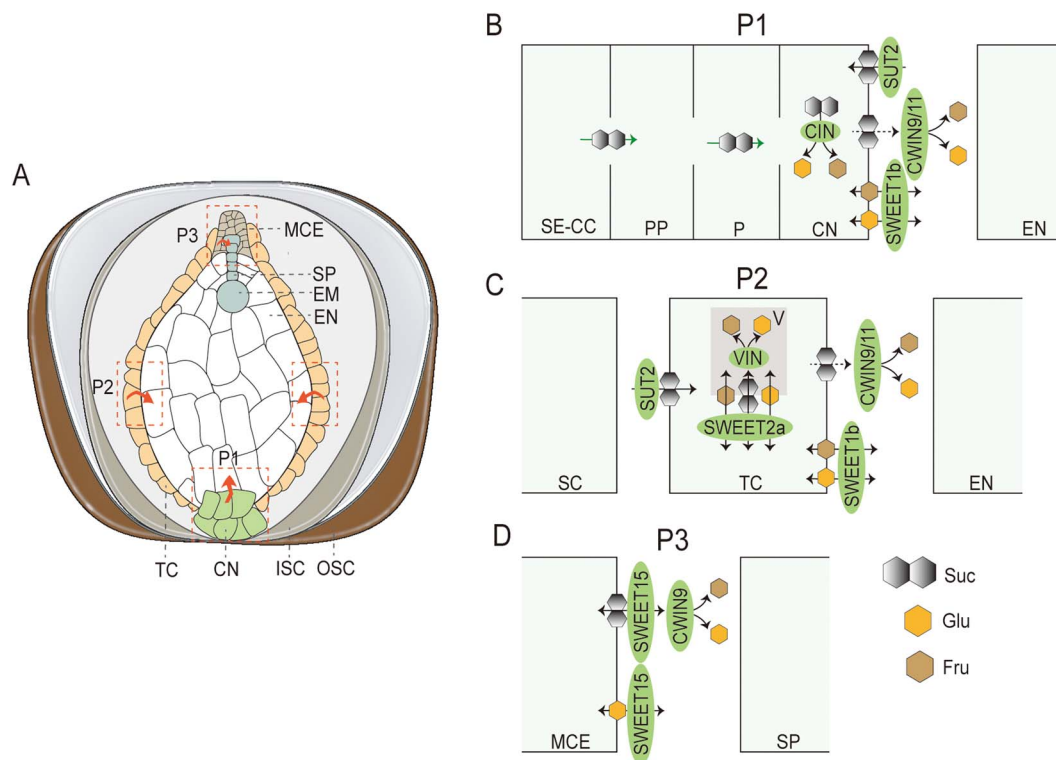 A
P3
MCE
SP
EM
EN
P2
P1
TC
CN
ISC
OSC
B
P1
SUT2
CIN
CWIN9/11
SWEET1b
SE-CC
PP
P
CN
EN
C
P2
V
SUT2
VIN
CWIN9/11
SWEET2a
SWEET1b
SC
TC
EN
D
P3
SWEET15
CWIN9
SWEET15
MCE
SP
Suc
Glu
Fru